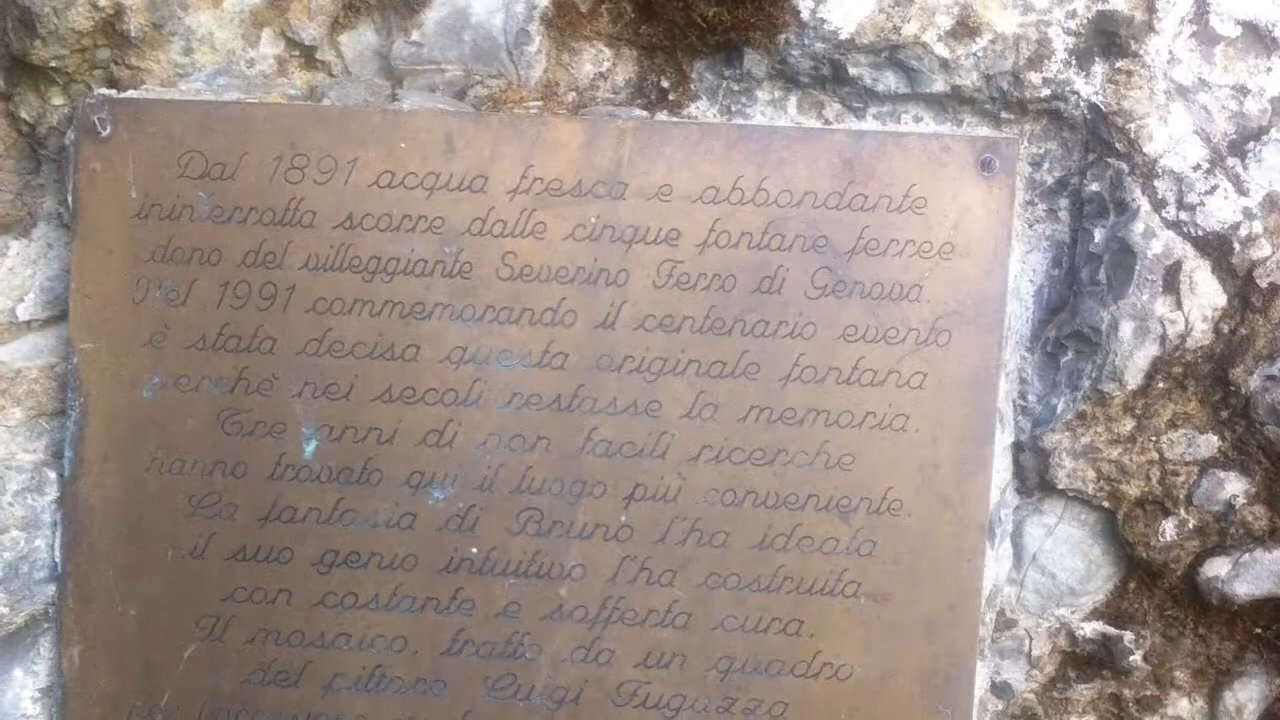 Dal 1891 acqua fresca e abbondante
ininterrotta scorre dalle cinque fontane ferree
dono del villeggiante Severino Ferro di Genova.
Nel 1991 commemorando il centenario evento
è stata decisa questa originale fontana
perchè nei secoli restasse la memoria.
Tre anni di non facili ricerche
hanno trovato qui il luogo più conveniente.
La fantasia di Bruno l'ha ideata
il suo genio intuitivo l'ha costruita
con costante e sofferta cura.
Il mosaico, tratto da un quadro
del pittore Luigi Fugazza